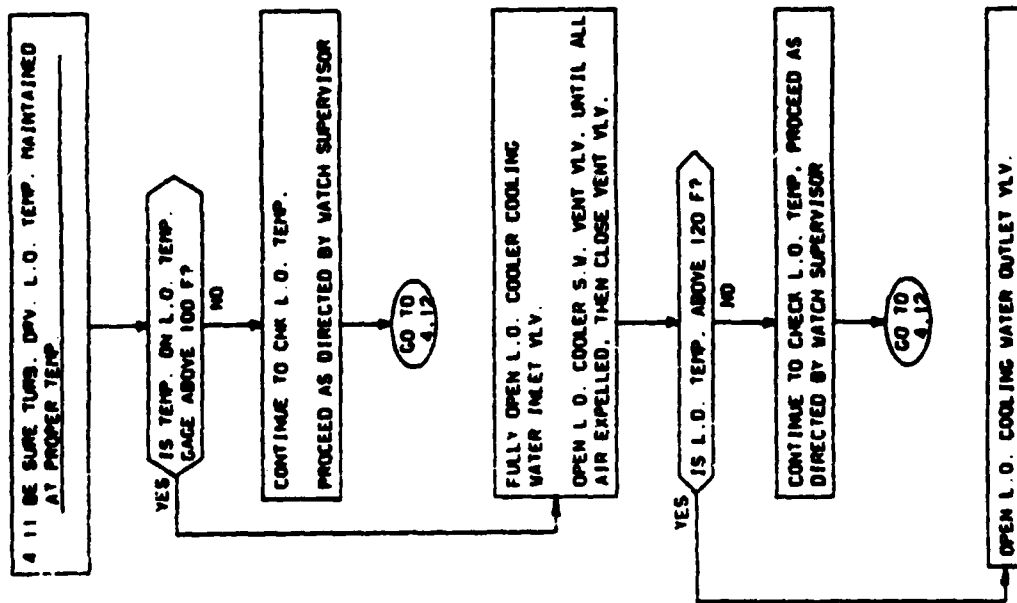 4 11 BE SURE TURB. DRV. L.O. TEMP. MAINTAINED
AT PROPER TEMP.
IS TEMP. ON L.O. TEMP.
GAGE ABOVE 100 F?
YES
NO
CONTINUE TO CHK L.O. TEMP.
PROCEED AS DIRECTED BY WATCH SUPERVISOR
GO TO
4.12
FULLY OPEN L.O. COOLER COOLING
WATER INLET VLV.
OPEN L O. COOLER S.W. VENT VLV. UNTIL ALL
AIR EXPELLED, THEN CLOSE VENT VLV.
IS L.O. TEMP. ABOVE 120 F?
YES
NO
CONTINUE TO CHECK L.O. TEMP, PROCEED AS
DIRECTED BY WATCH SUPERVISOR
GO TO
4.12
OPEN L.O. COOLING WATER OUTLET VLV.